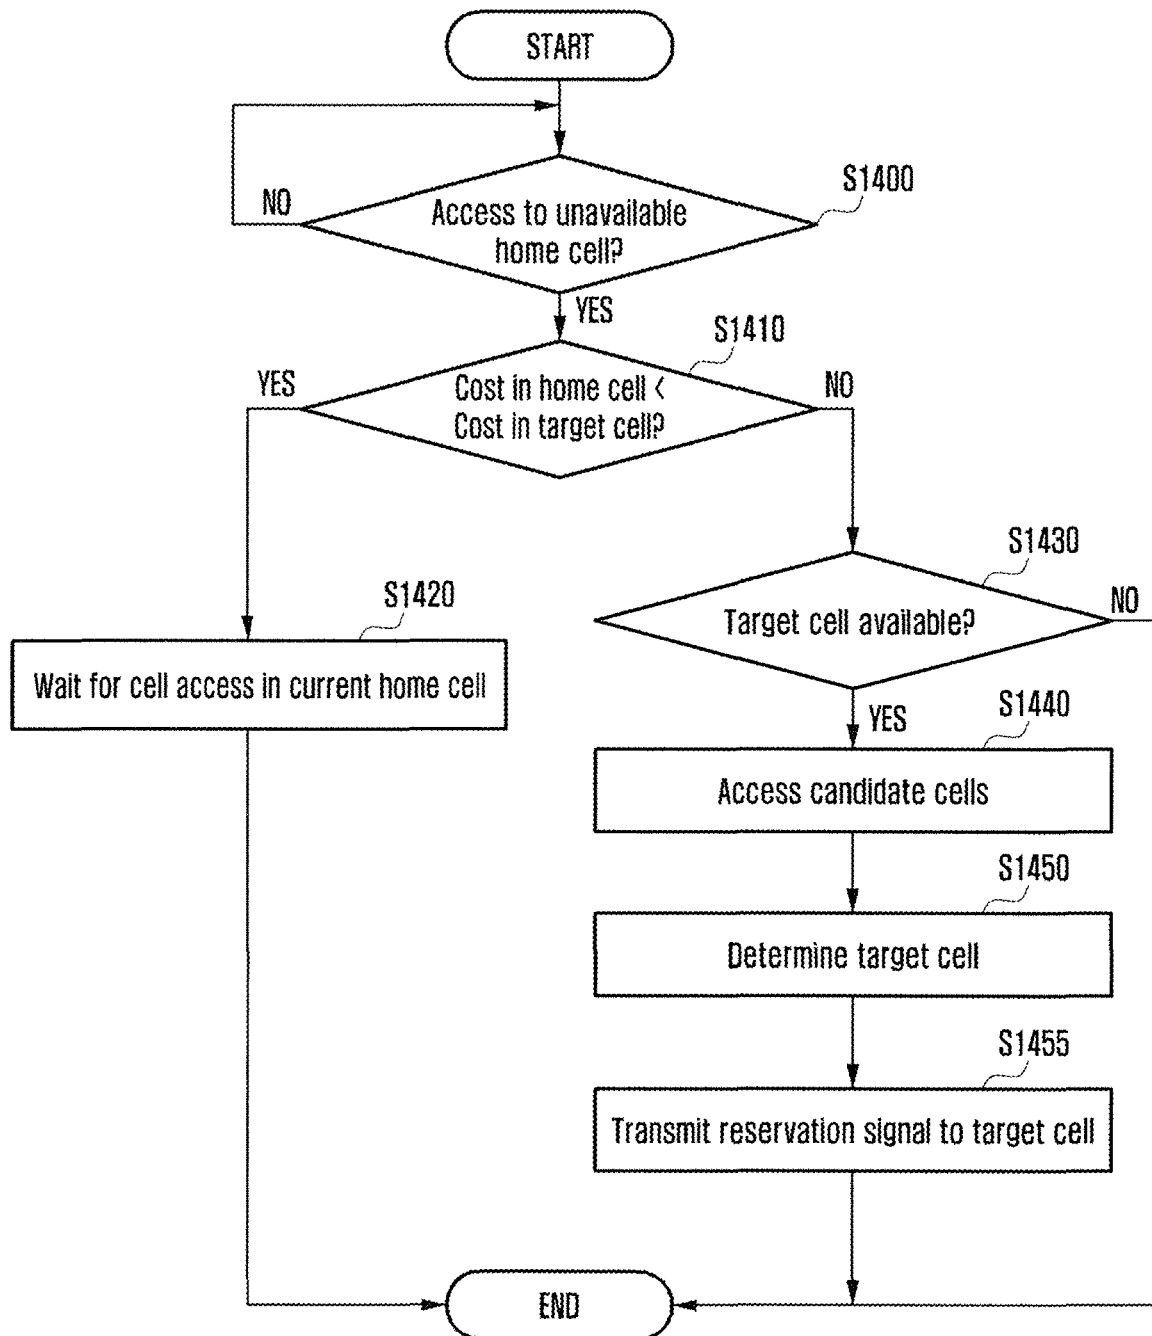 START
S1400
NO
Access to unavailable
home cell?
YES
S1410
YES
Cost in home cell <
Cost in target cell?
NO
S1430
Target cell available?
NO
S1420
Wait for cell access in current home cell
YES
S1440
Access candidate cells
S1450
Determine target cell
S1455
Transmit reservation signal to target cell
END